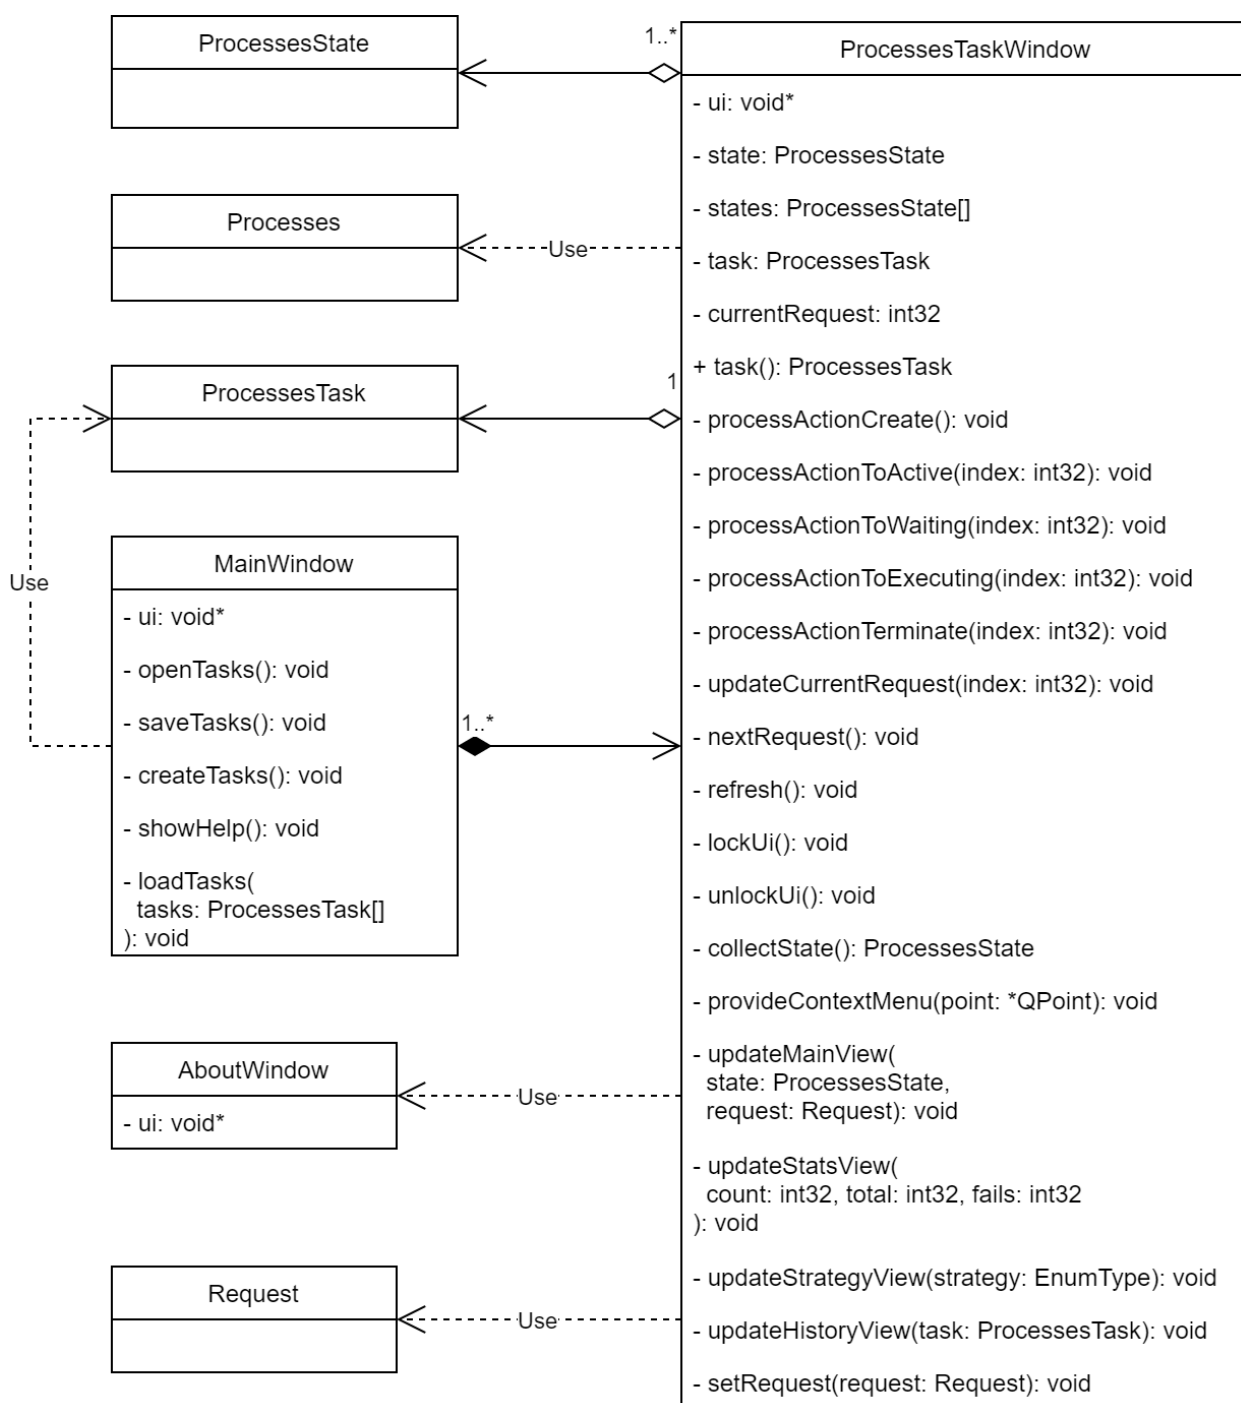 ProcessesState
1..*
ProcessesTaskWindow
- ui: void*
- state: ProcessesState
- states: ProcessesState[]
- task: ProcessesTask
- currentRequest: int32
+ task(): ProcessesTask
- processActionCreate(): void
- processActionToActive(index: int32): void
- processActionToWaiting(index: int32): void
- processActionToExecuting(index: int32): void
- processActionTerminate(index: int32): void
- updateCurrentRequest(index: int32): void
- nextRequest(): void
- refresh(): void
- lockUi(): void
- unlockUi(): void
- collectState(): ProcessesState
- provideContextMenu(point: *QPoint): void
- updateMainView(
state: ProcessesState,
request: Request): void
- updateStatsView(
count: int32, total: int32, fails: int32
): void
- updateStrategyView(strategy: EnumType): void
- updateHistoryView(task: ProcessesTask): void
- setRequest(request: Request): void
Processes
Use
ProcessesTask
1
Use
MainWindow
- ui: void*
- openTasks(): void
- saveTasks(): void
- createTasks(): void
- showHelp(): void
- loadTasks(
tasks: ProcessesTask[]
): void
1..*
AboutWindow
- ui: void*
Use
Request
Use